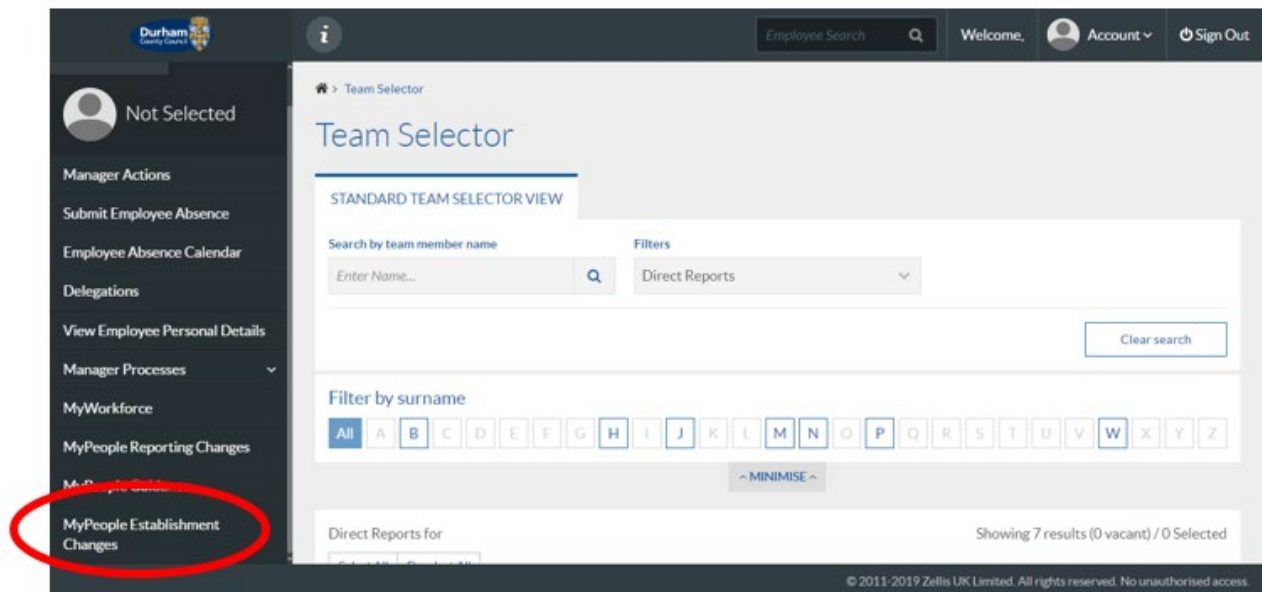 Durham
County Council
i
Employee Search
Welcome,
Account
Sign Out
Not Selected
Manager Actions
Submit Employee Absence
Employee Absence Calendar
Delegations
View Employee Personal Details
Manager Processes
MyWorkforce
MyPeople Reporting Changes
MyPeople Establishment
Changes
> Team Selector
Team Selector
STANDARD TEAM SELECTOR VIEW
Search by team member name
Filters
Enter Name...
Direct Reports
Clear search
Filter by surname
All A B C D E F G H I J K L M N O P Q R S T U V W X Y Z
MINIMISE
Direct Reports for
Showing 7 results (0 vacant) / 0 Selected
© 2011-2019 Zellis UK Limited. All rights reserved. No unauthorised access.